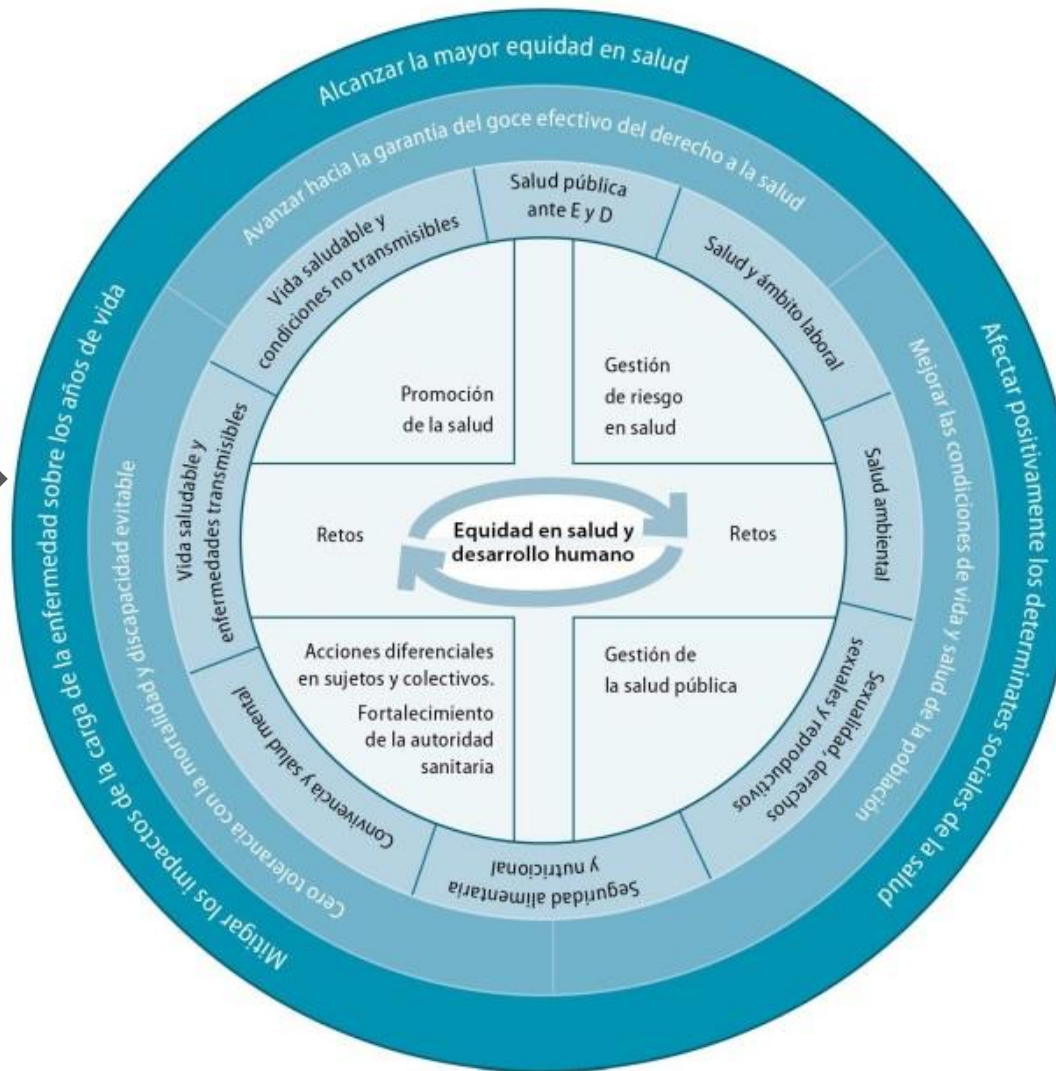 Alcanzar la mayor equidad en salud
Afectar positivamente los determinates sociales de la salud
Mitigar los impactos de la carga de la enfermedad sobre los años de vida
Avanzar hacia la garantía del goce efectivo del derecho a la salud
Mejorar las condiciones de vida y salud de la población
Cero tolerancia con la mortalidad y discapacidad evitable
Salud pública
ante E y D
Salud y ámbito laboral
Salud ambiental
Sexualidad, derechos
sexuales y reproductivos
Seguridad alimentaria
y nutricional
Convivencia y salud mental
Vida saludable y
enfermedades transmisibles
Vida saludable y
condiciones no transmisibles
Promoción
de la salud
Gestión
de riesgo
en salud
Retos
Equidad en salud y
desarrollo humano
Retos
Acciones diferenciales
en sujetos y colectivos.
Fortalecimiento
de la autoridad
sanitaria
Gestión de
la salud pública